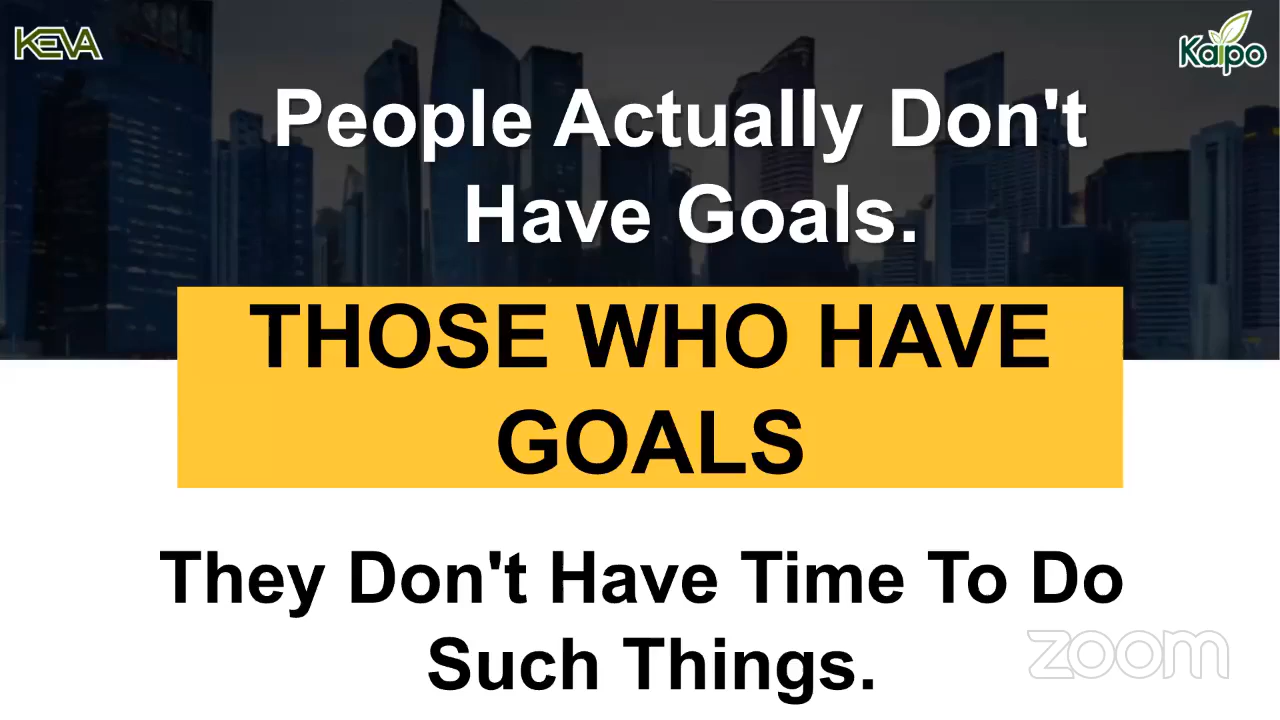 KEVA
Kaipo
People Actually Don't
Have Goals.
THOSE WHO HAVE
GOALS
They Don't Have Time To Do
Such Things.
zoom